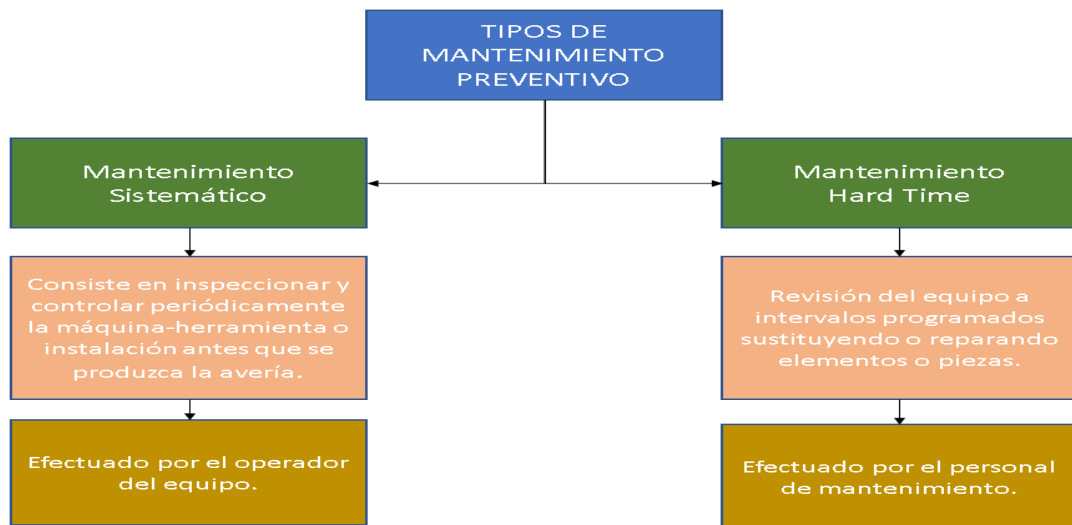 TIPOS DE
MANTENIMIENTO
PREVENTIVO
Mantenimiento
Sistemático
Mantenimiento
Hard Time
Consiste en inspeccionar y
controlar periódicamente
la máquina-herramienta o
instalación antes que se
produzca la avería.
Revisión del equipo a
intervalos programados
sustituyendo o reparando
elementos o piezas.
Efectuado por el operador
del equipo.
Efectuado por el personal
de mantenimiento.